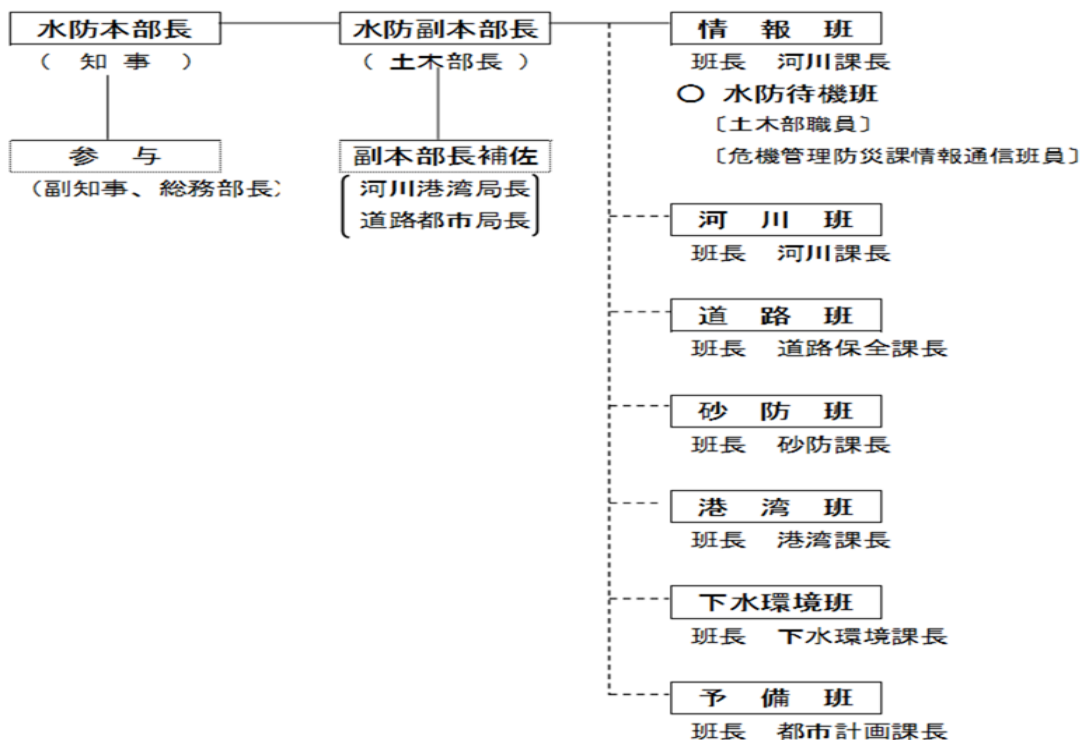 水防本部長
(知事)
参与
(副知事、総務部長)
水防副本部長
(土木部長)
副本部長補佐
河川港湾局長
道路都市局長
情報班
班長 河川課長
○ 水防待機班
〔土木部職員〕
〔危機管理防災課情報通信班員〕
河川班
班長 河川課長
道路班
班長 道路保全課長
砂防班
班長 砂防課長
港湾班
班長 港湾課長
下水環境班
班長 下水環境課長
予備班
班長 都市計画課長